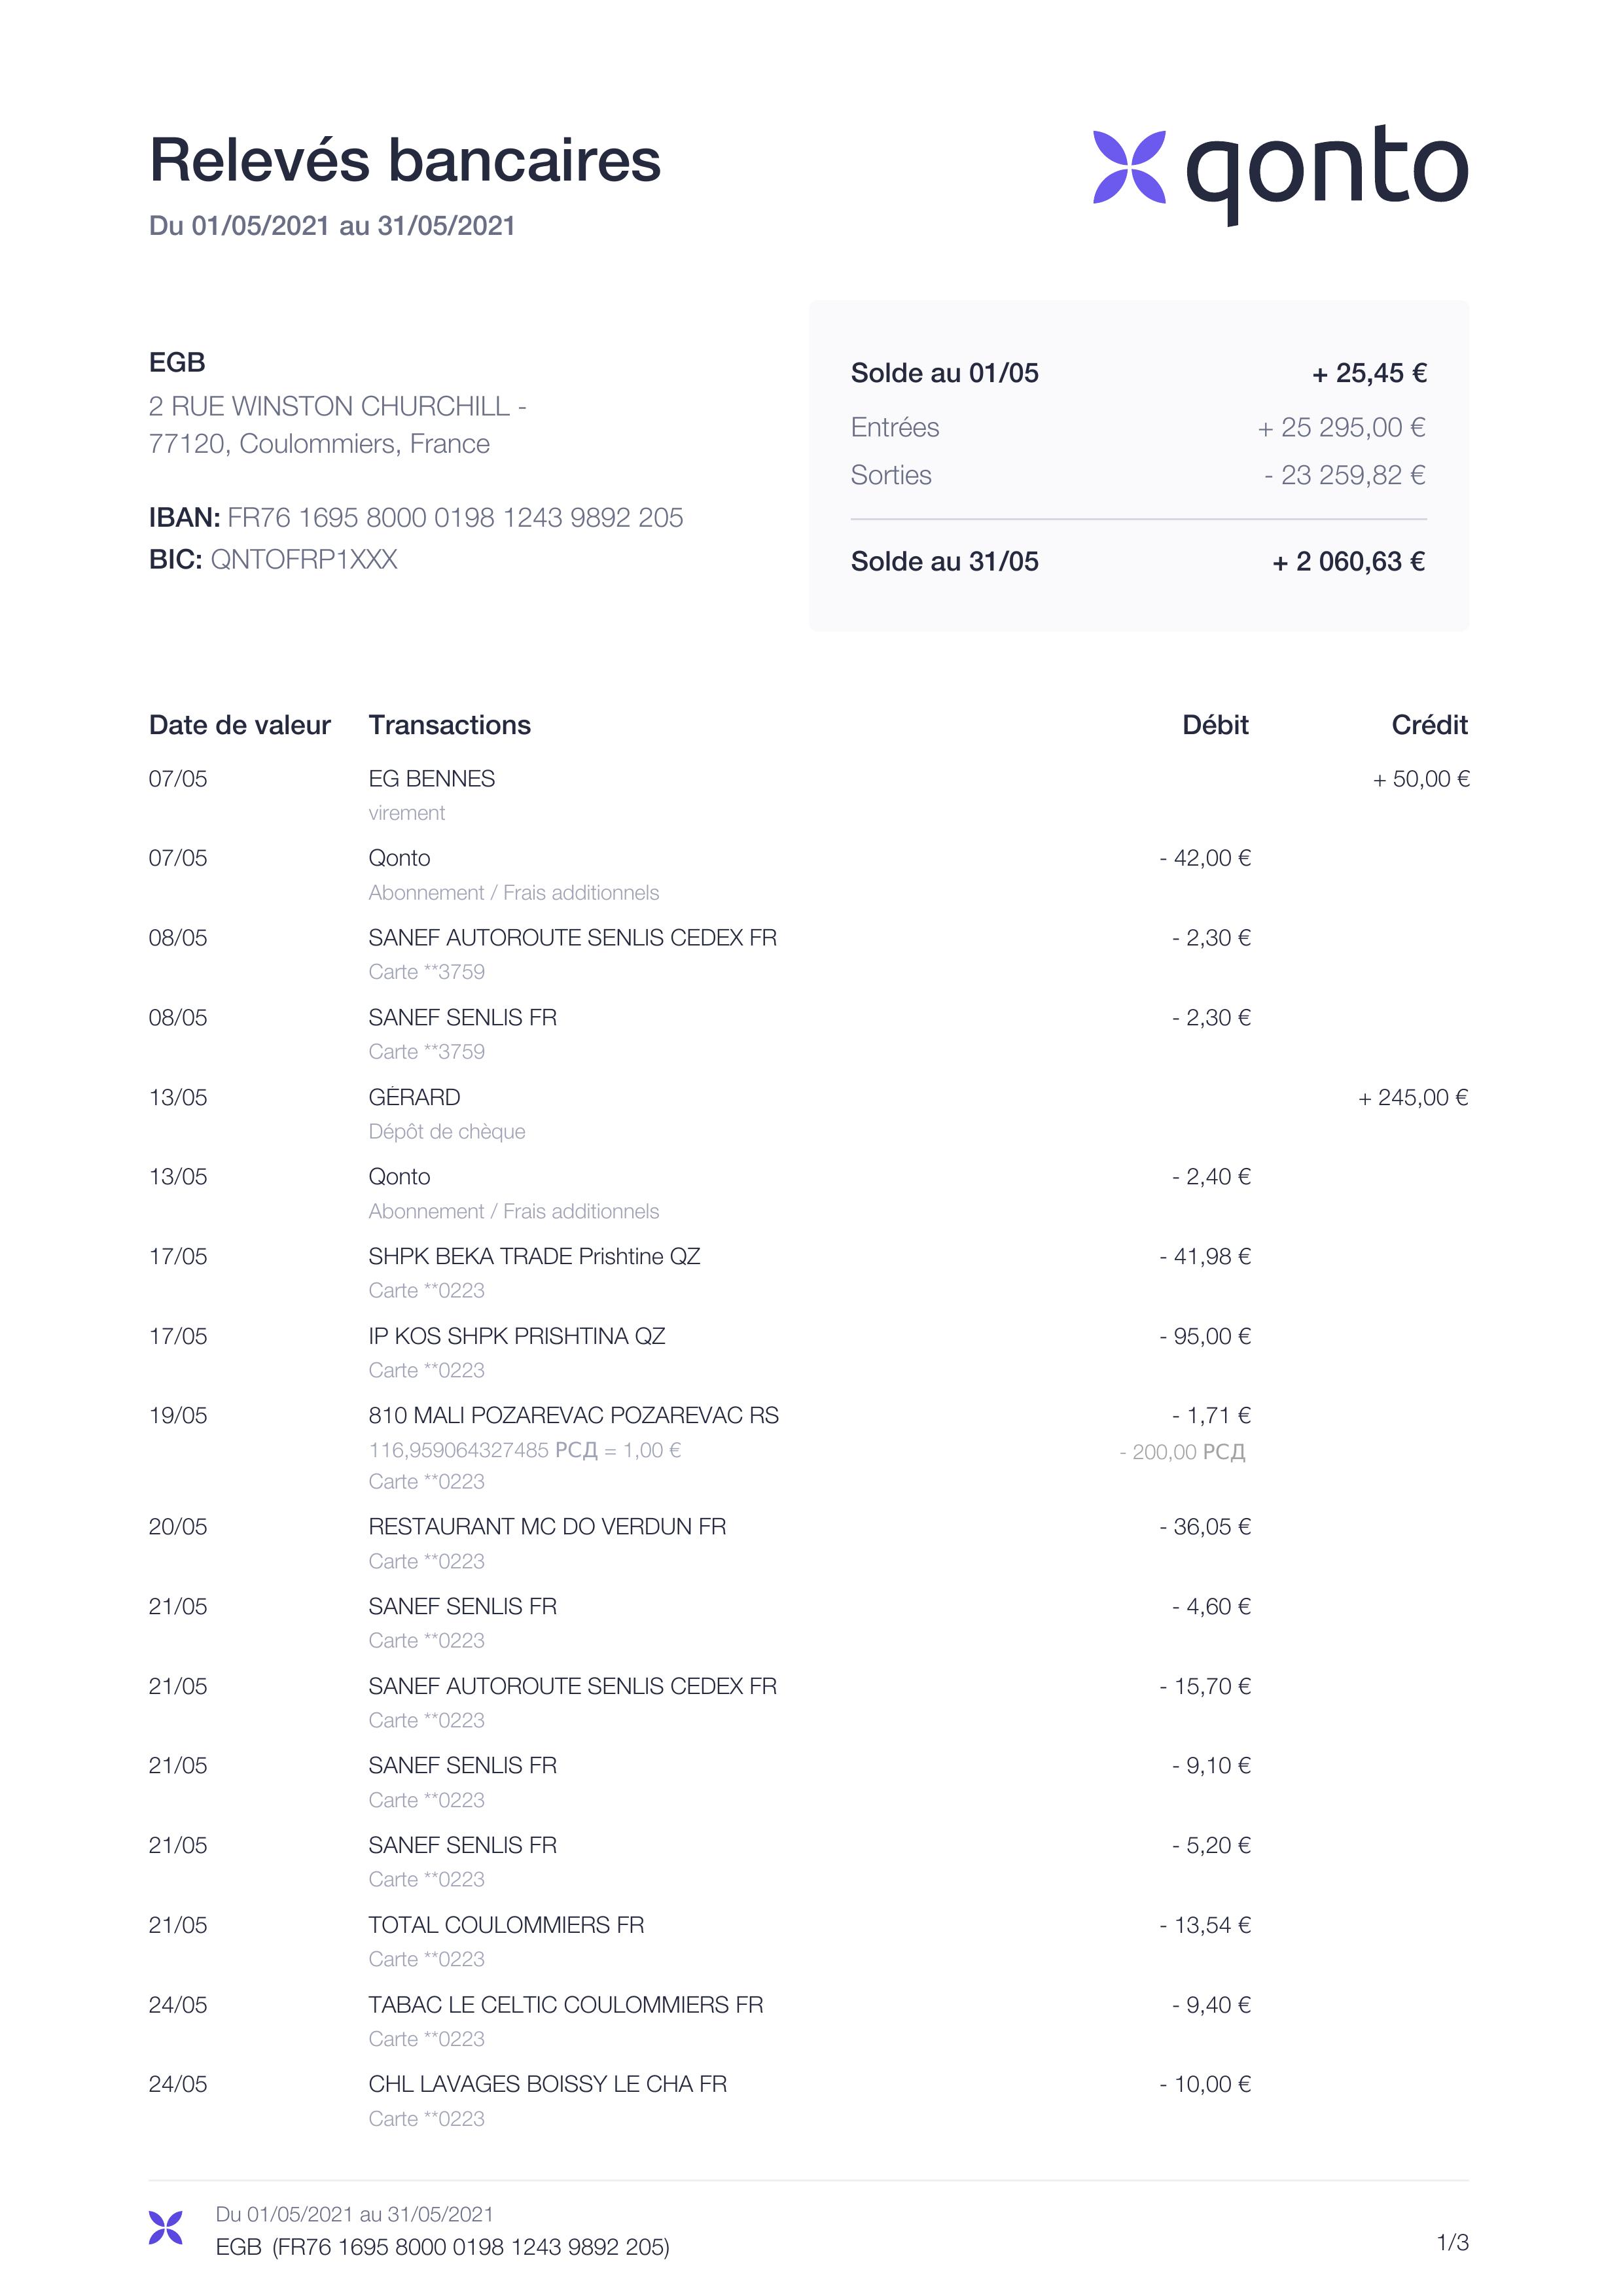 Relevés bancaires
qonto
Du 01/05/2021 au 31/05/2021
EGB
2 RUE WINSTON CHURCHILL -
77120, Coulommiers, France
IBAN: FR76 1695 8000 0198 1243 9892 205
BIC: QNTOFRP1XXX
Solde au 01/05 + 25,45 €
Entrées + 25 295,00 €
Sorties - 23 259,82 €
Solde au 31/05 + 2 060,63 €
Date de valeur Transactions Débit Crédit
07/05 EG BENNES + 50,00 €
virement
07/05 Qonto - 42,00 €
Abonnement / Frais additionnels
08/05 SANEF AUTOROUTE SENLIS CEDEX FR - 2,30 €
Carte **3759
08/05 SANEF SENLIS FR - 2,30 €
Carte **3759
13/05 GÉRARD + 245,00 €
Dépôt de chèque
13/05 Qonto - 2,40 €
Abonnement / Frais additionnels
17/05 SHPK BEKA TRADE Prishtine QZ - 41,98 €
Carte **0223
17/05 IP KOS SHPK PRISHTINA QZ - 95,00 €
Carte **0223
19/05 810 MALI POZAREVAC POZAREVAC RS - 1,71 €
116,959064327485 РСД = 1,00 € - 200,00 РСД
Carte **0223
20/05 RESTAURANT MC DO VERDUN FR - 36,05 €
Carte **0223
21/05 SANEF SENLIS FR - 4,60 €
Carte **0223
21/05 SANEF AUTOROUTE SENLIS CEDEX FR - 15,70 €
Carte **0223
21/05 SANEF SENLIS FR - 9,10 €
Carte **0223
21/05 SANEF SENLIS FR - 5,20 €
Carte **0223
21/05 TOTAL COULOMMIERS FR - 13,54 €
Carte **0223
24/05 TABAC LE CELTIC COULOMMIERS FR - 9,40 €
Carte **0223
24/05 CHL LAVAGES BOISSY LE CHA FR - 10,00 €
Carte **0223
Du 01/05/2021 au 31/05/2021
EGB (FR76 1695 8000 0198 1243 9892 205)
1/3